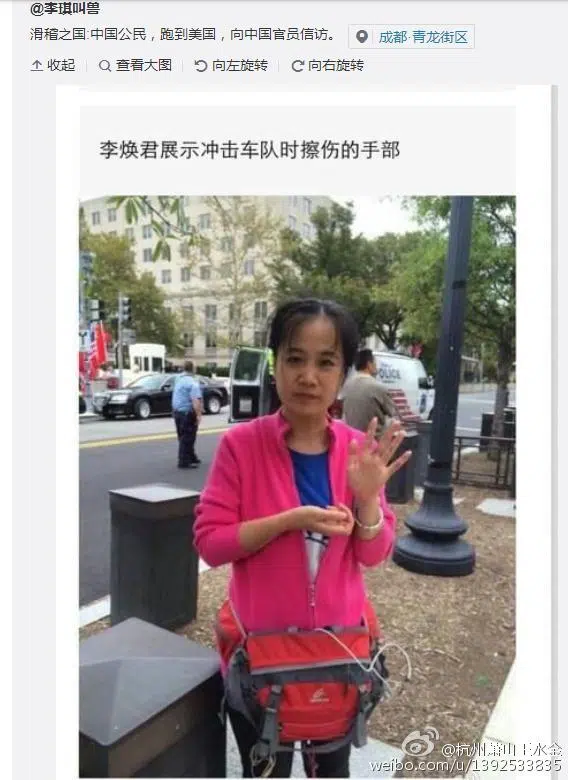 @李琪叫兽
滑稽之国:中国公民，跑到美国，向中国官员信访。 成都·青龙街区
收起 查看大图 向左旋转 向右旋转
李焕君展示冲击车队时擦伤的手部
POLICE
@杭州萧山王水金
weibo.com/u/1392533835